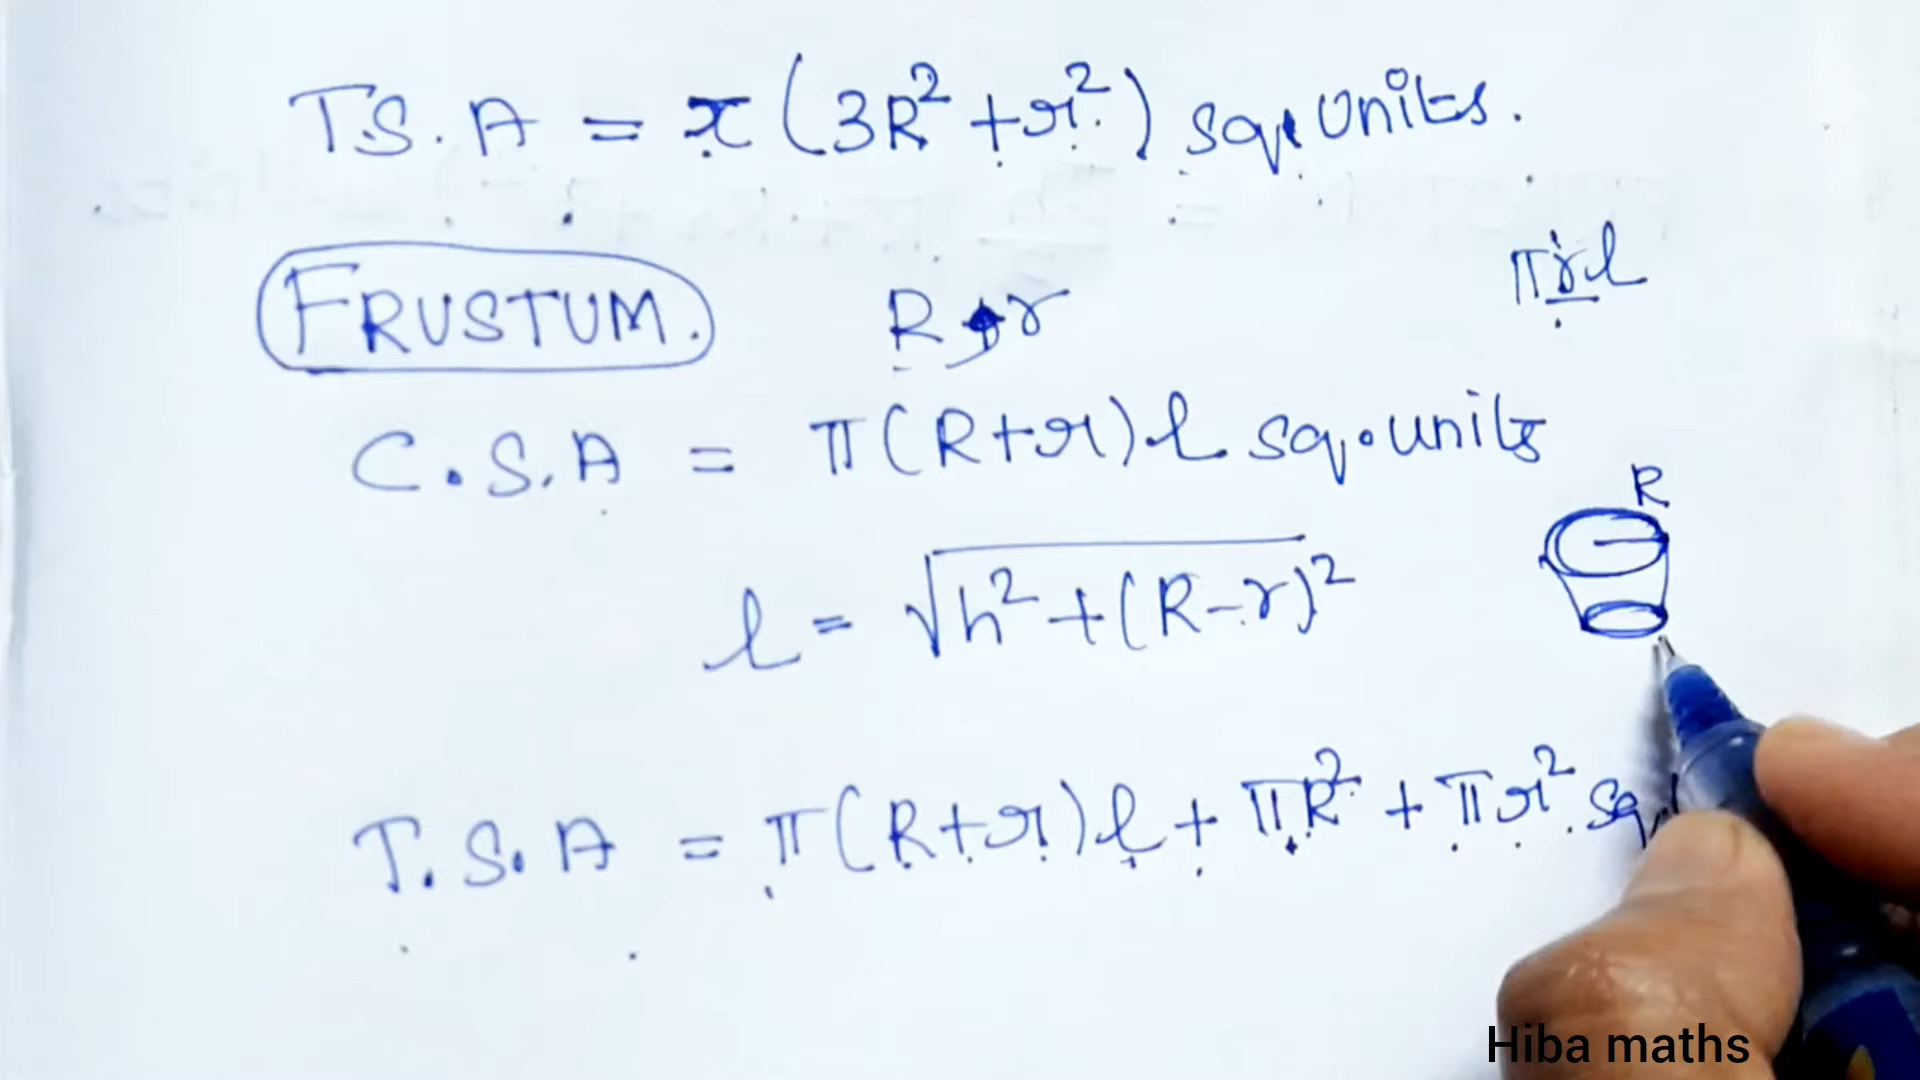 T.S.A = π (3R² + r²) sq. units.
FRUSTUM. R, r
πrl
C.S.A = π (R+r) l sq. units
R
l = √h² + (R-r)²
T.S.A = π (R+r) l + πR² + πr² sq.
Hiba maths